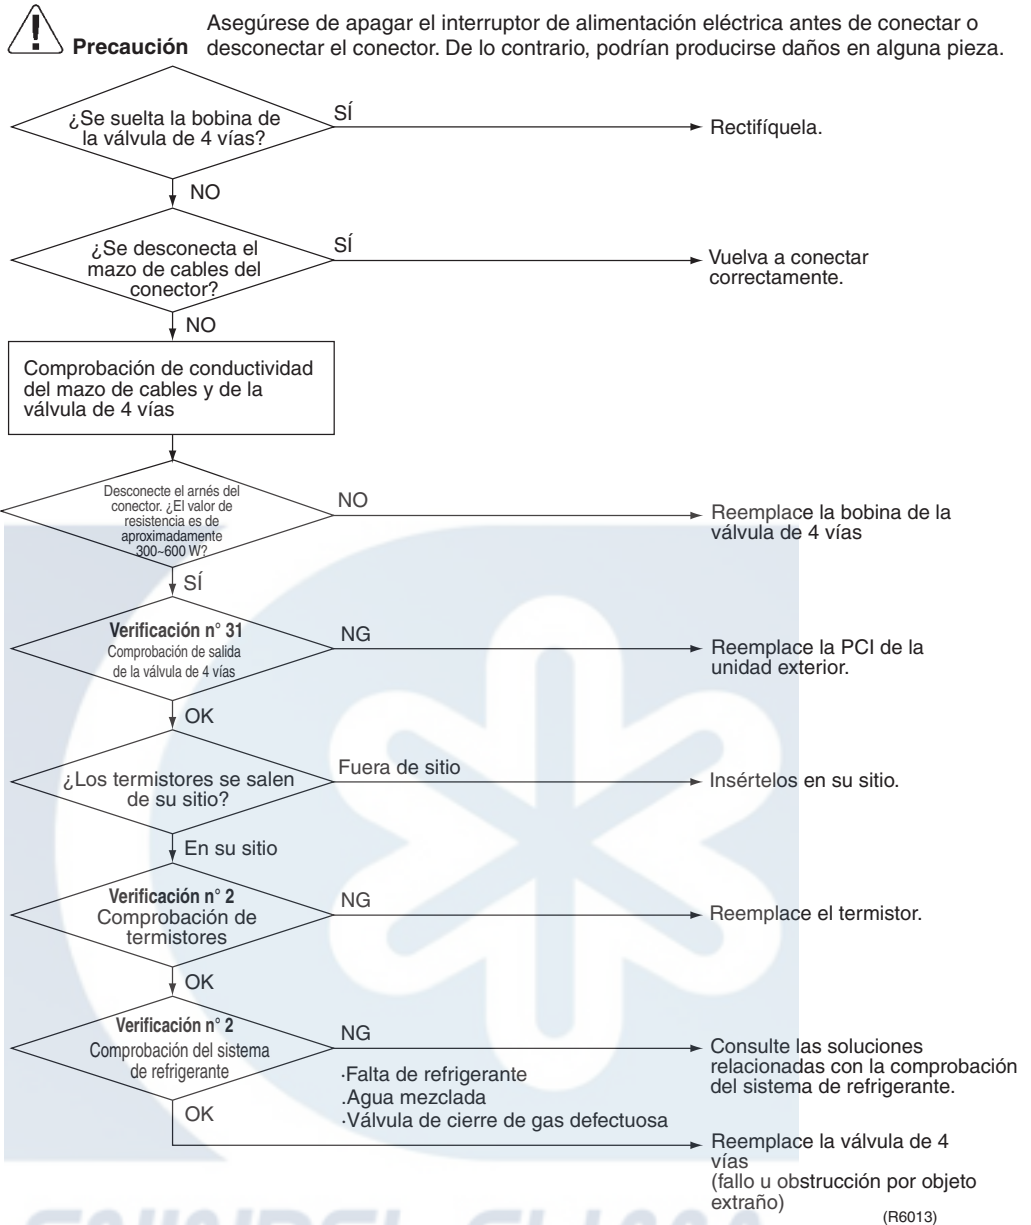 Asegúrese de apagar el interruptor de alimentación eléctrica antes de conectar o
Precaución desconectar el conector. De lo contrario, podrían producirse daños en alguna pieza.
¿Se suelta la bobina de
la válvula de 4 vías?
SÍ
Rectifíquela.
NO
¿Se desconecta el
mazo de cables del
conector?
SÍ
Vuelva a conectar
correctamente.
NO
Comprobación de conductividad
del mazo de cables y de la
válvula de 4 vías
Desconecte el arnés del
conector. ¿El valor de
resistencia es de
aproximadamente
300~600 W?
NO
Reemplace la bobina de la
válvula de 4 vías
SÍ
Verificación n° 31
Comprobación de salida
de la válvula de 4 vías
NG
Reemplace la PCI de la
unidad exterior.
OK
¿Los termistores se salen
de su sitio?
Fuera de sitio
Insértelos en su sitio.
En su sitio
Verificación n° 2
Comprobación de
termistores
NG
Reemplace el termistor.
OK
Verificación n° 2
Comprobación del sistema
de refrigerante
NG
·Falta de refrigerante
.Agua mezclada
·Válvula de cierre de gas defectuosa
Consulte las soluciones
relacionadas con la comprobación
del sistema de refrigerante.
OK
Reemplace la válvula de 4
vías
(fallo u obstrucción por objeto
extraño)
(R6013)